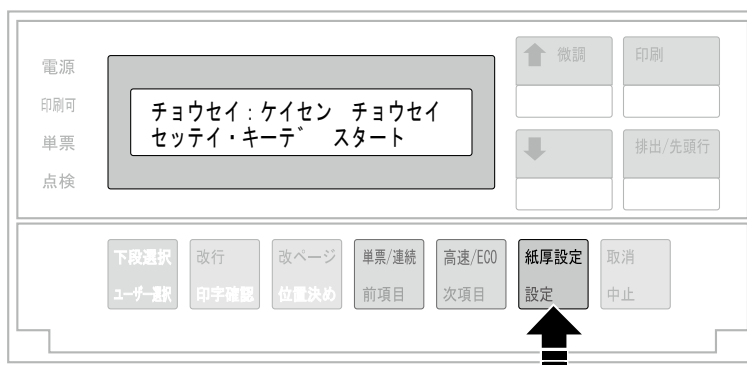 電源
印刷可
単票
点検
チョウセイ:ケイセン チョウセイ
セッテイ・キーデ゛ スタート
微調
印刷
排出/先頭行
下段選択
ユーザー選択
改行
印字確認
改ページ
位置決め
単票/連続
前項目
高速/ECO
次項目
紙厚設定
設定
取消
中止